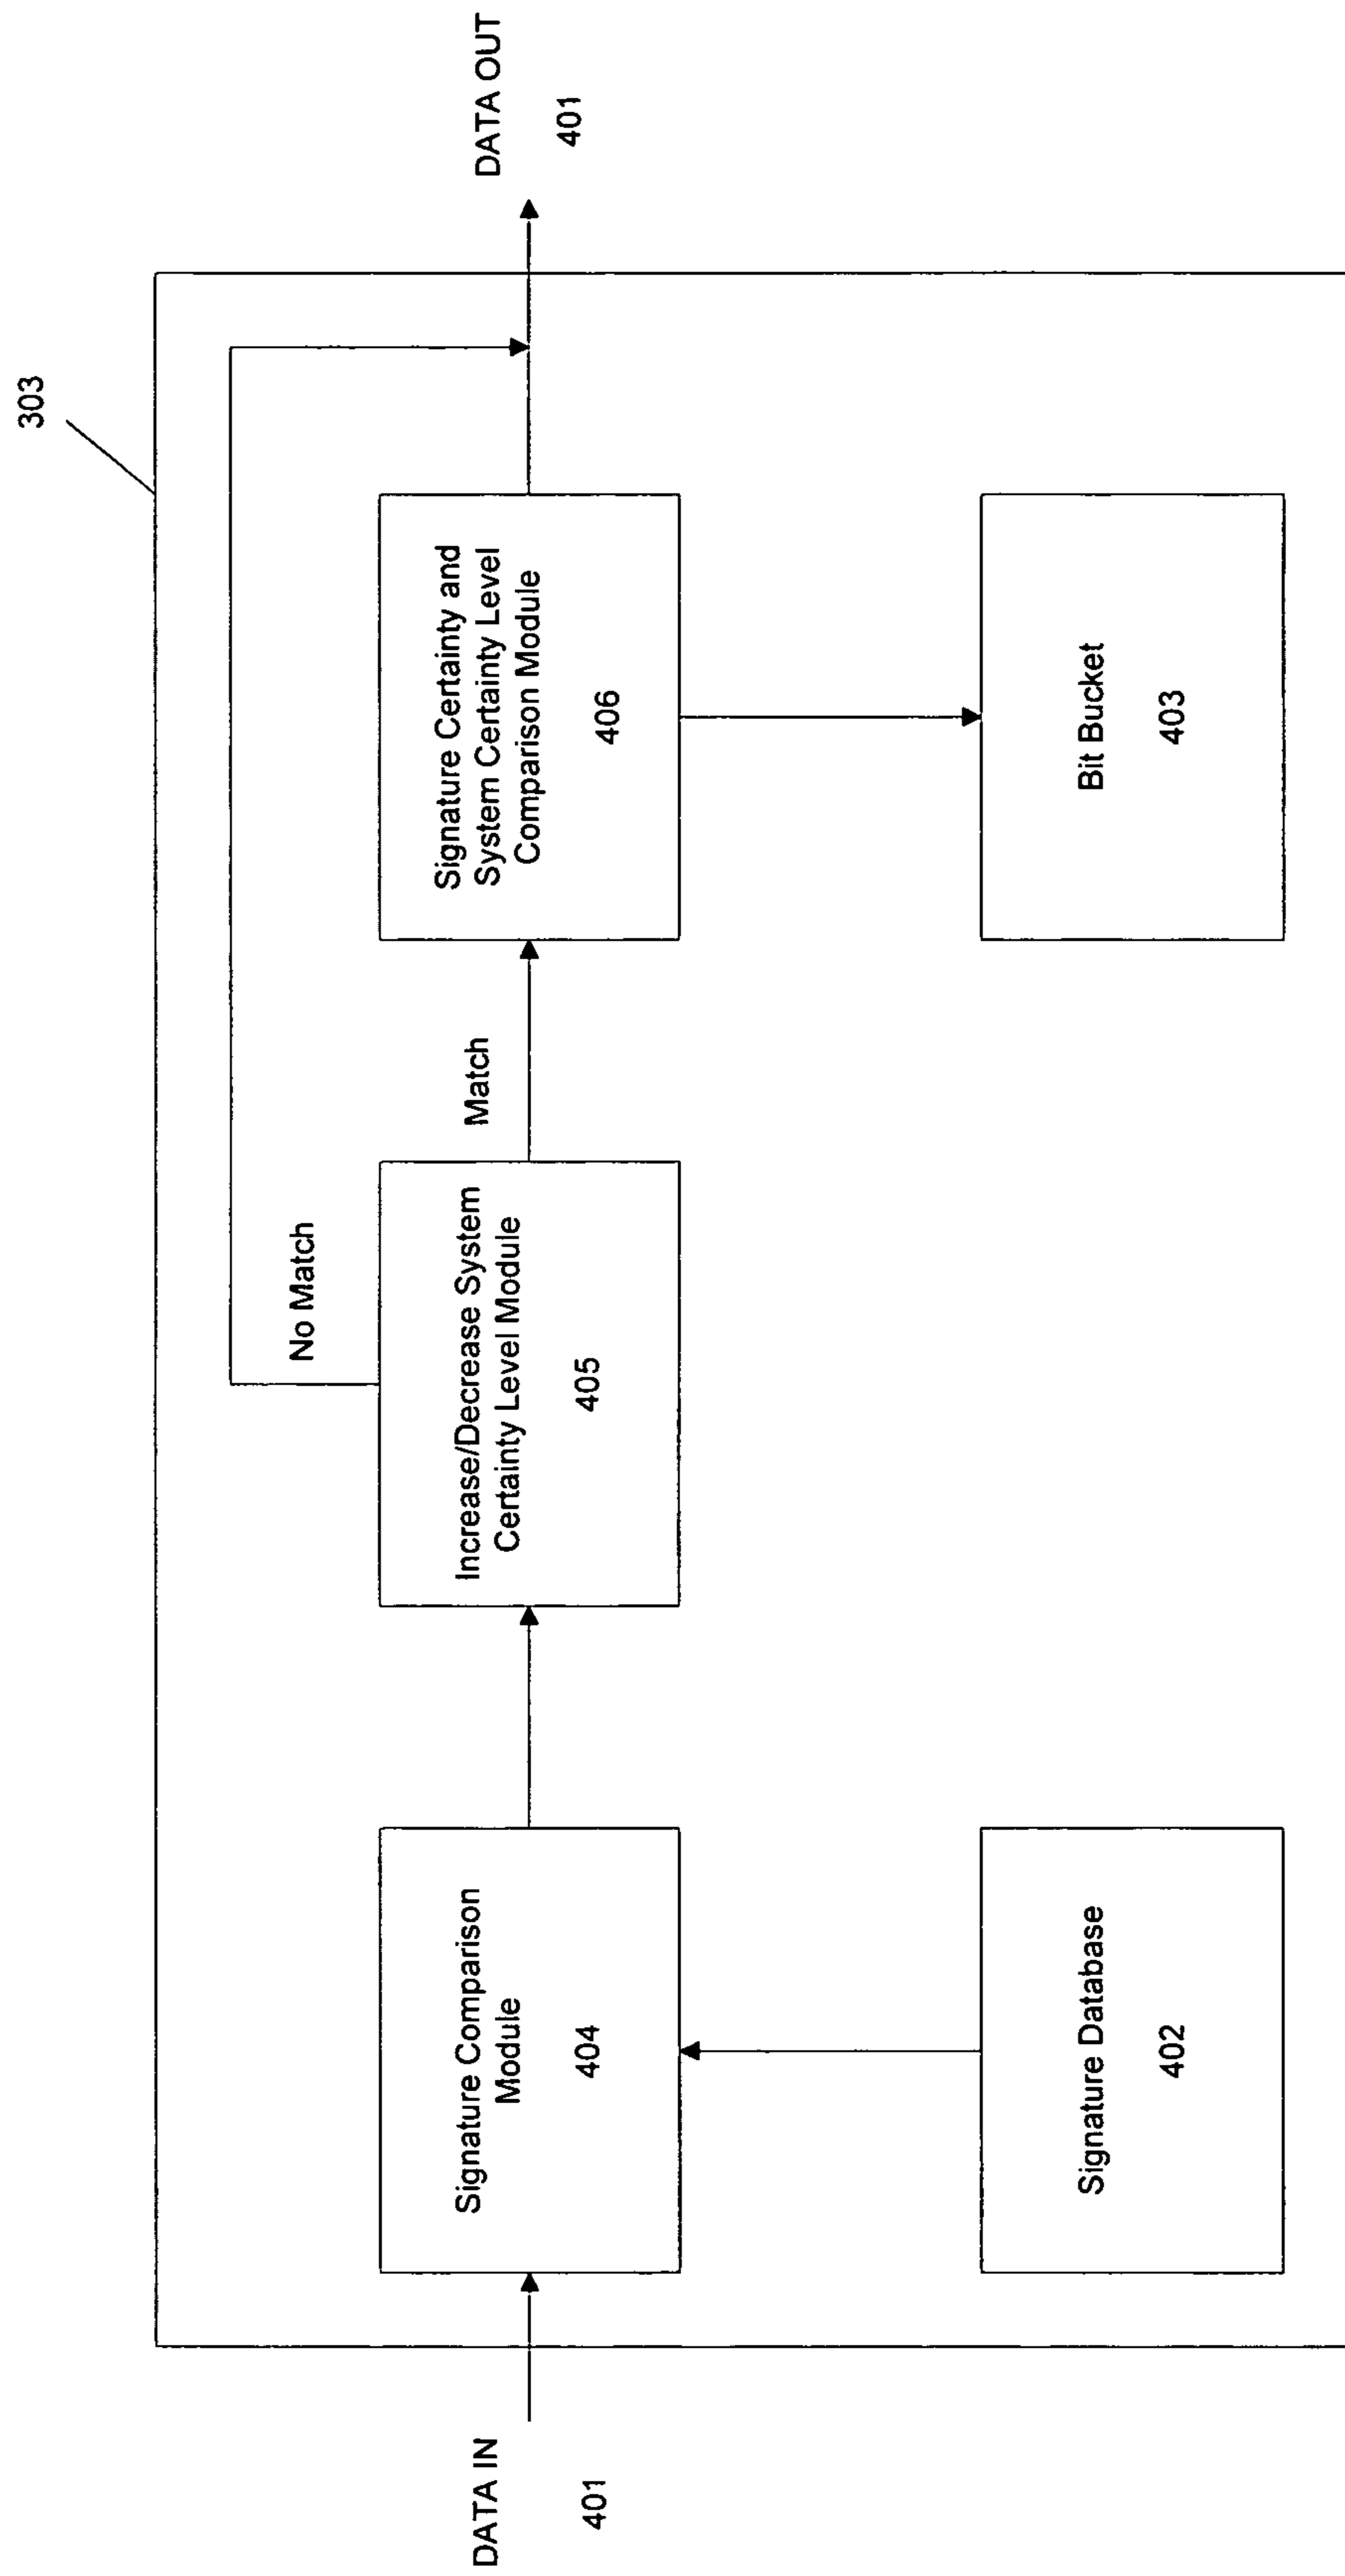 303
DATA IN
401
Signature Comparison
Module
404
Increase/Decrease System
Certainty Level Module
405
No Match
Match
Signature Certainty and
System Certainty Level
Comparison Module
406
DATA OUT
401
Signature Database
402
Bit Bucket
403